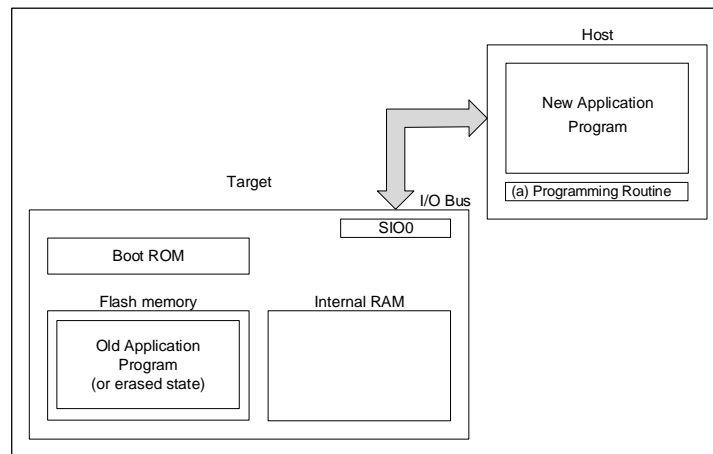 Host
New Application
Program
(a) Programming Routine
Target
I/O Bus
SIO0
Boot ROM
Flash memory
Internal RAM
Old Application
Program
(or erased state)